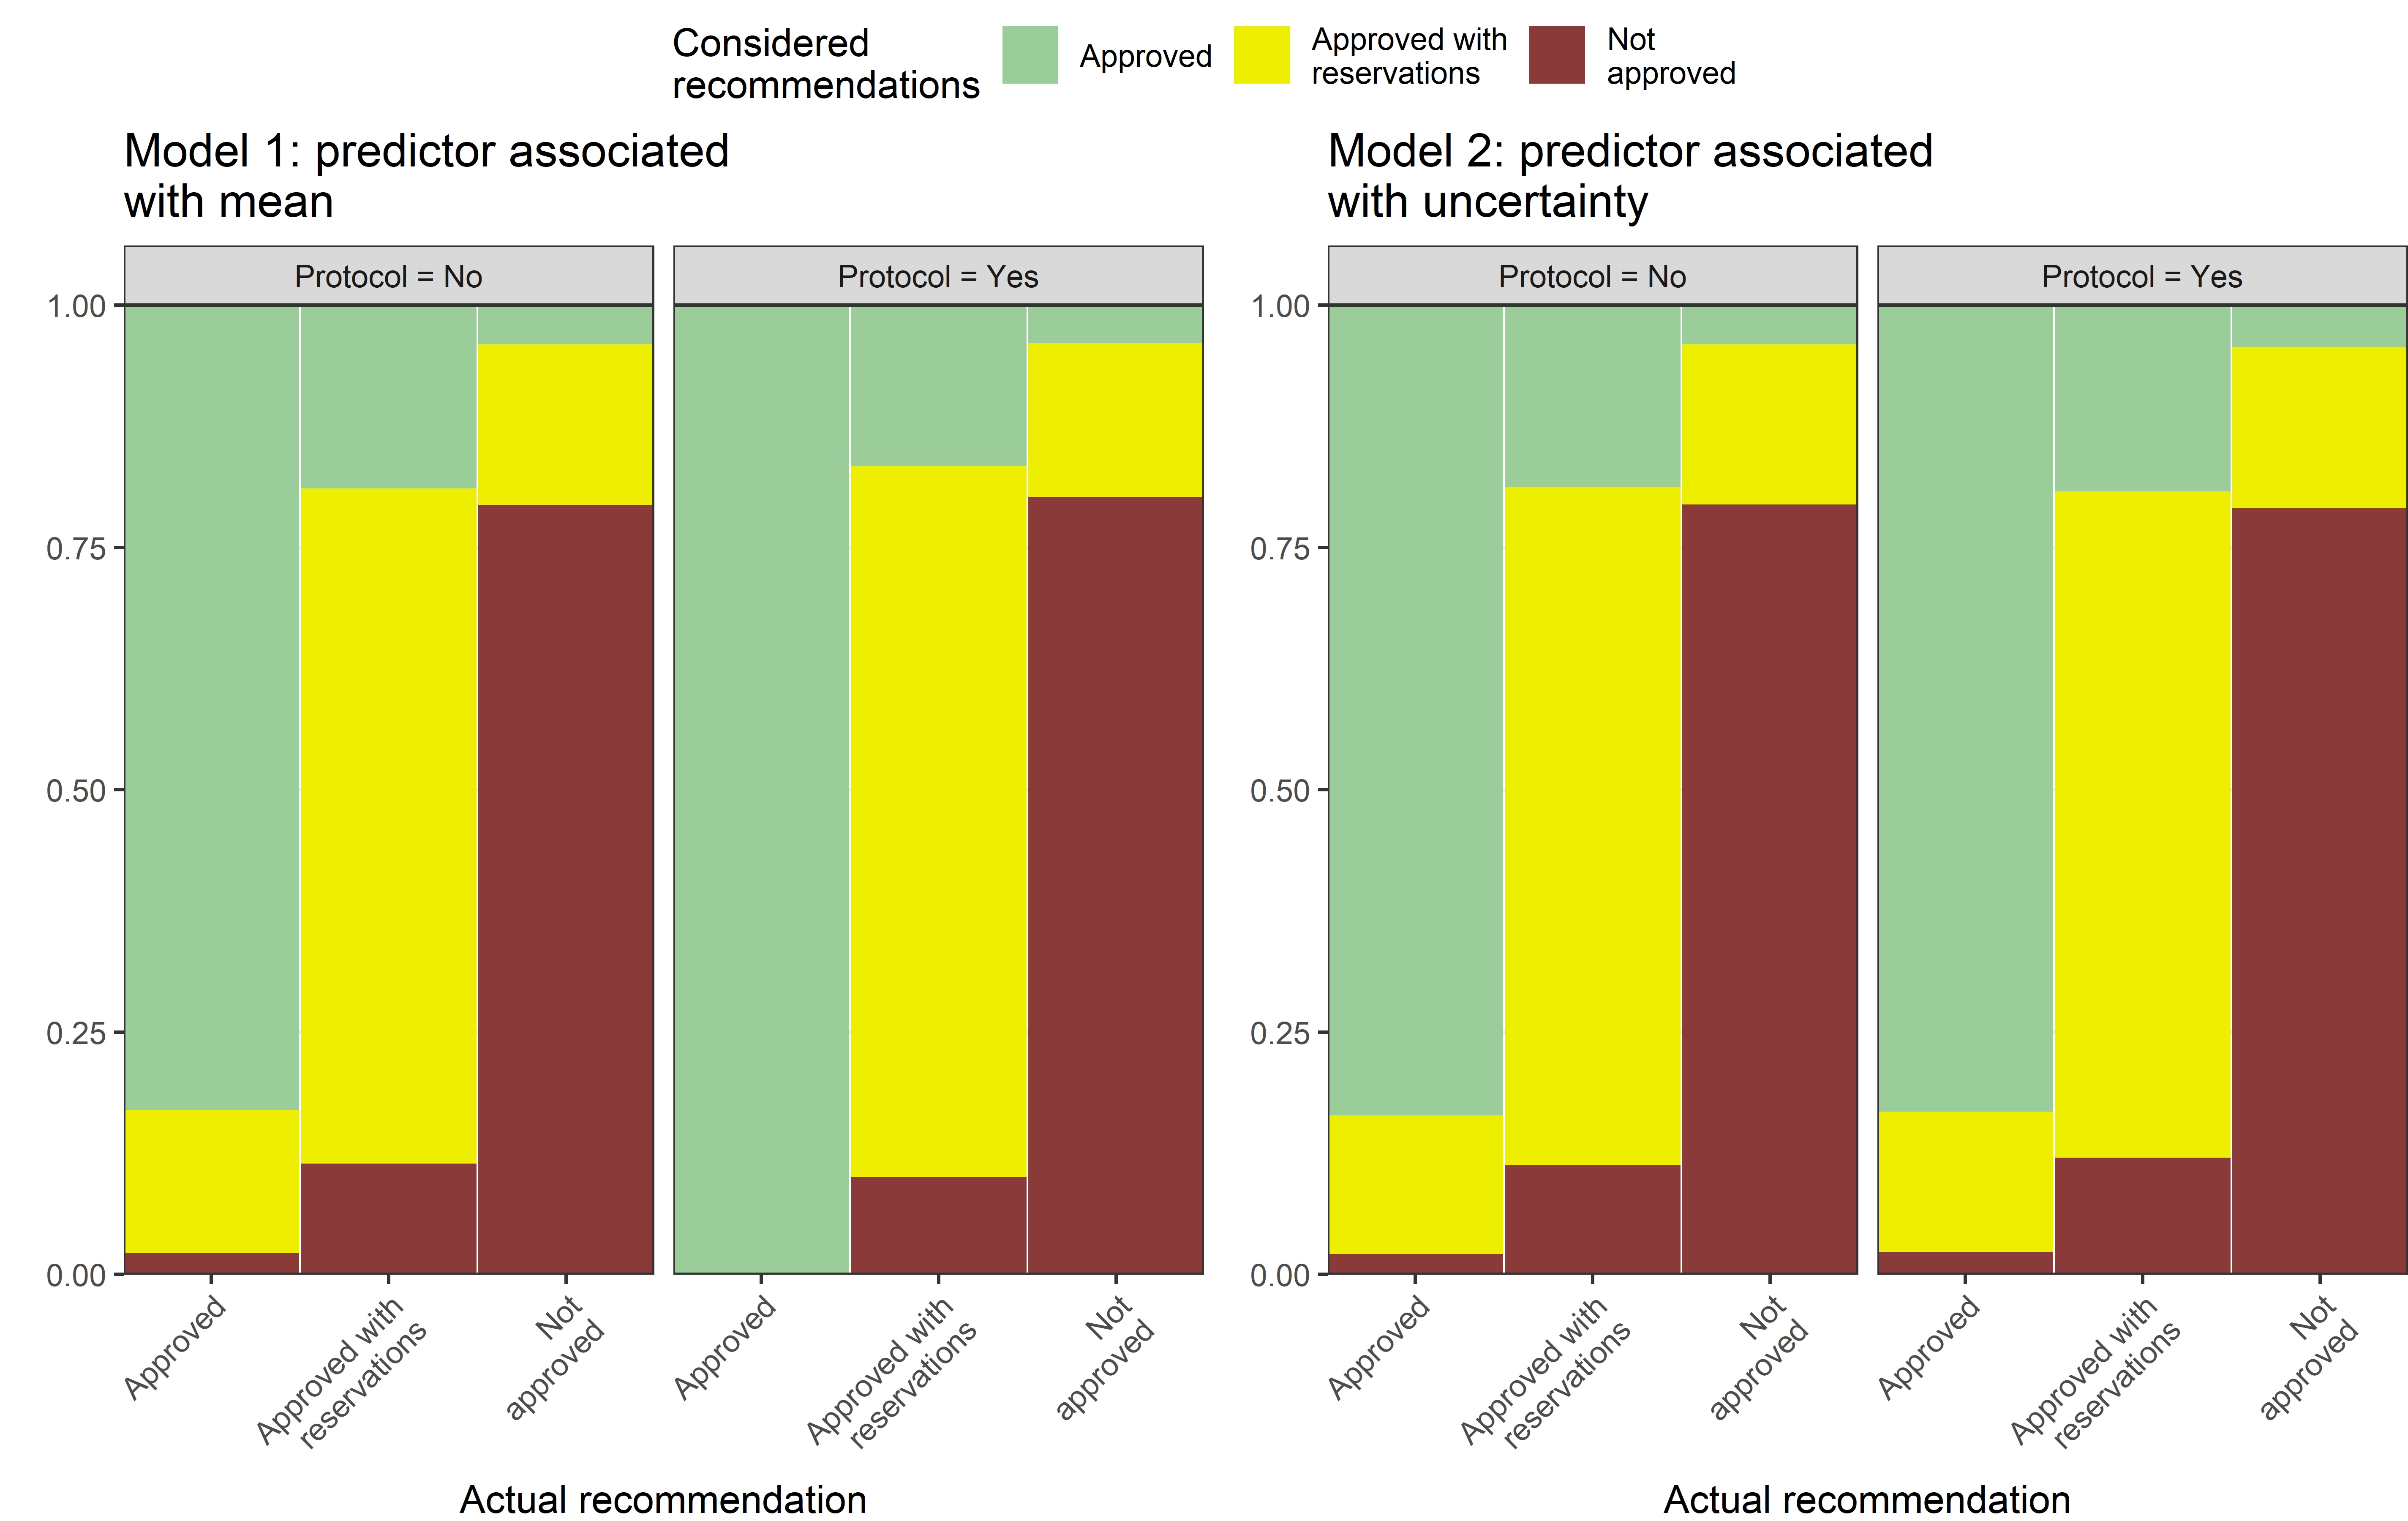 Considered
recommendations
Approved
Approved with
reservations
Not
approved
Model 1: predictor associated
with mean
Model 2: predictor associated
with uncertainty
Protocol = No
Protocol = Yes
Protocol = No
Protocol = Yes
1.00
0.75
0.50
0.25
0.00
1.00
0.75
0.50
0.25
0.00
Approved
Approved with
reservations
Not
approved
Approved
Approved with
reservations
Not
approved
Approved
Approved with
reservations
Not
approved
Approved
Approved with
reservations
Not
approved
Actual recommendation
Actual recommendation